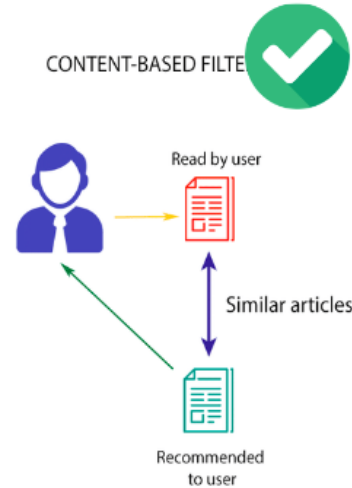 CONTENT-BASED FILTE
Read by user
Similar articles
Recommended
to user